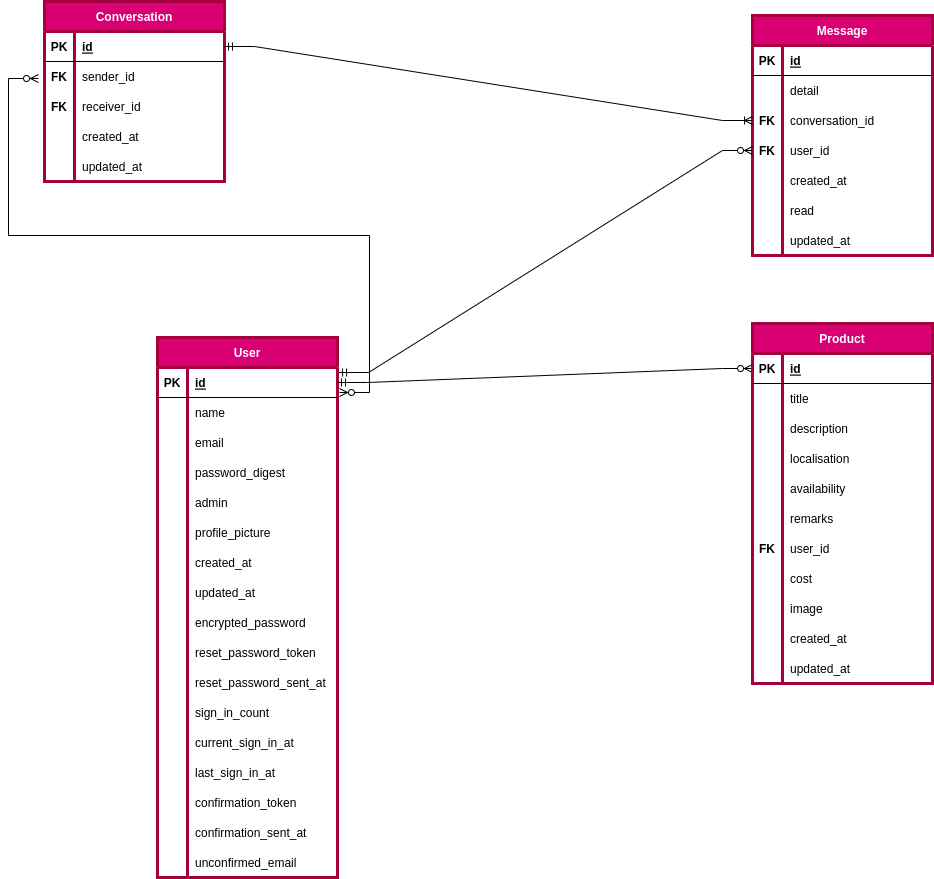 Conversation
PK id
FK sender_id
FK receiver_id
created_at
updated_at
Message
PK id
detail
FK conversation_id
FK user_id
created_at
read
updated_at
User
PK id
name
email
password_digest
admin
profile_picture
created_at
updated_at
encrypted_password
reset_password_token
reset_password_sent_at
sign_in_count
current_sign_in_at
last_sign_in_at
confirmation_token
confirmation_sent_at
unconfirmed_email
Product
PK id
title
description
localisation
availability
remarks
FK user_id
cost
image
created_at
updated_at